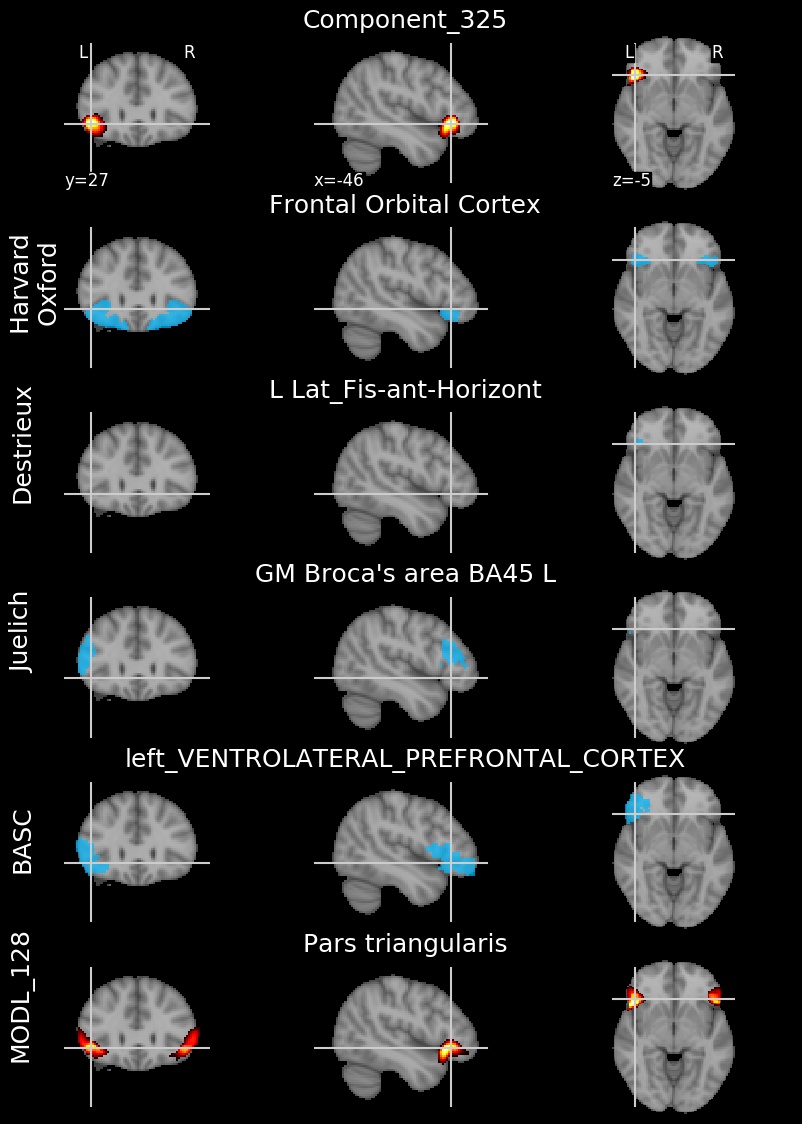 Component_325
L R
L R
y=27
x=-46
z=-5
Frontal Orbital Cortex
Harvard
Oxford
L Lat_Fis-ant-Horizont
Destrieux
GM Broca's area BA45 L
Juelich
left_VENTROLATERAL_PREFRONTAL_CORTEX
BASC
Pars triangularis
MODL_128